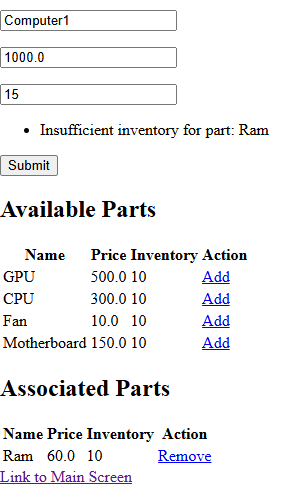 Computer1
1000.0
15
Insufficient inventory for part: Ram
Submit
Available Parts
Name Price Inventory Action
GPU 500.0 10 Add
CPU 300.0 10 Add
Fan 10.0 10 Add
Motherboard 150.0 10 Add
Associated Parts
Name Price Inventory Action
Ram 60.0 10 Remove
Link to Main Screen